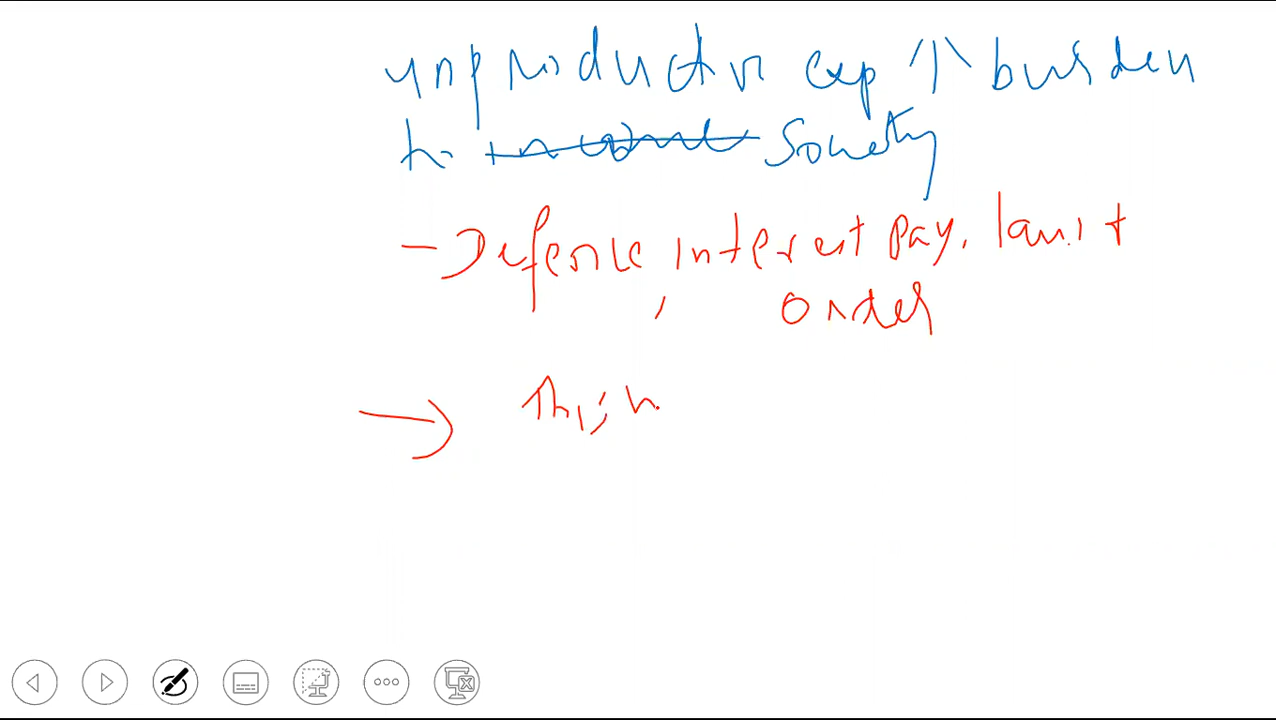 unproductive exp ↑ burden
to society
- Defence, interest pay, law +
order
→ This